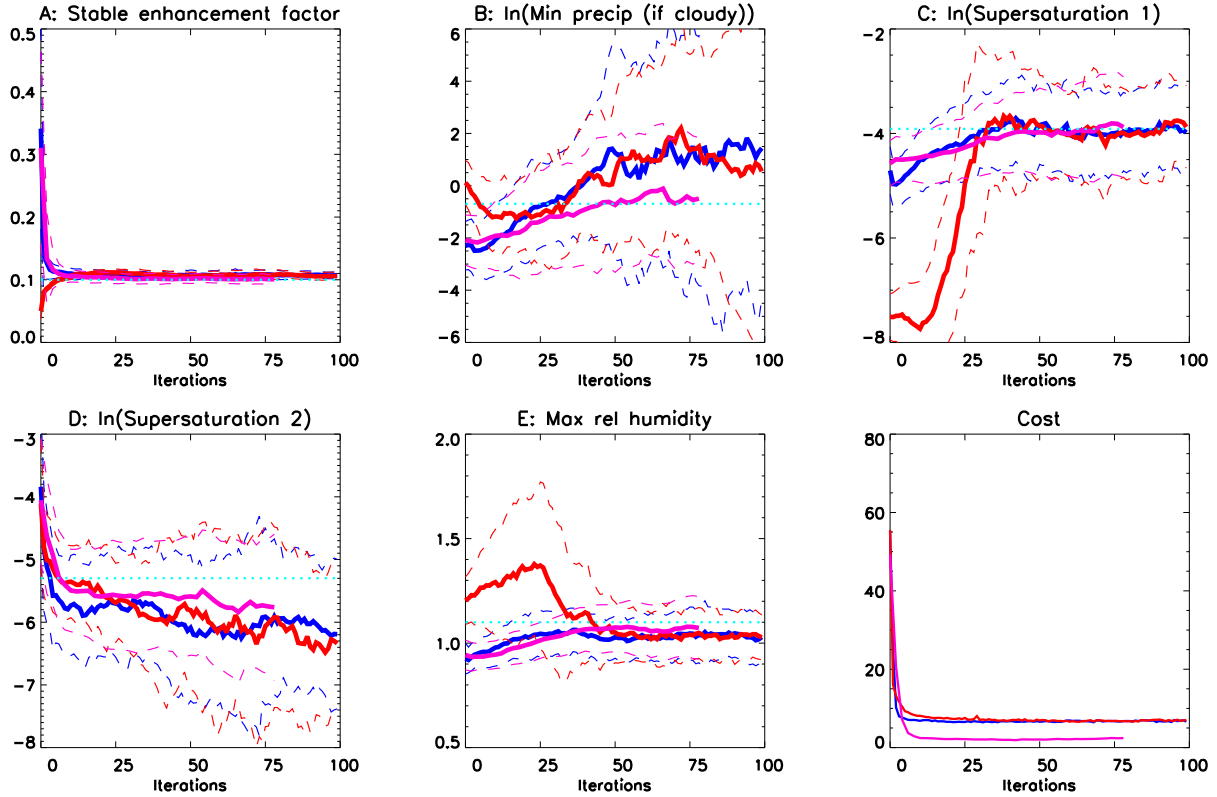 A: Stable enhancement factor
0.5
0.4
0.3
0.2
0.1
0.0
0 25 50 75 100
Iterations
B: ln(Min precip (if cloudy))
6
4
2
0
−2
−4
−6
0 25 50 75 100
Iterations
C: ln(Supersaturation 1)
−2
−4
−6
−8
0 25 50 75 100
Iterations
D: ln(Supersaturation 2)
−3
−4
−5
−6
−7
−8
0 25 50 75 100
Iterations
E: Max rel humidity
2.0
1.5
1.0
0.5
0 25 50 75 100
Iterations
Cost
80
60
40
20
0
0 25 50 75 100
Iterations